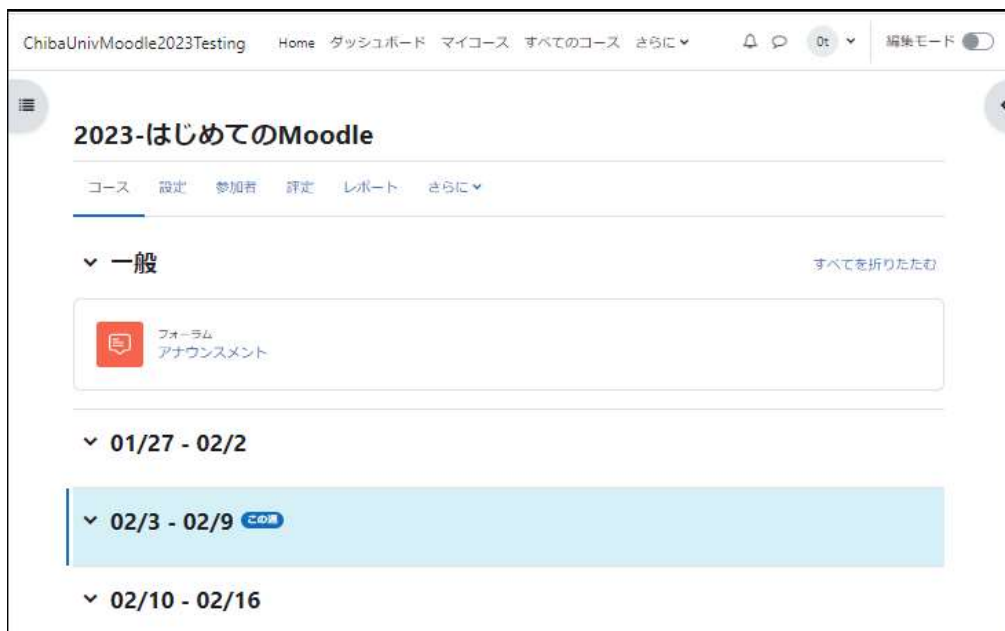 ChibaUnivMoodle2023Testing Home ダッシュボード マイコース すべてのコース さらに 0t 編集モード
2023-はじめてのMoodle
コース 設定 参加者 評定 レポート さらに
一般 すべてを折りたたむ
フォーラム
アナウンスメント
01/27 - 02/2
02/3 - 02/9 この週
02/10 - 02/16